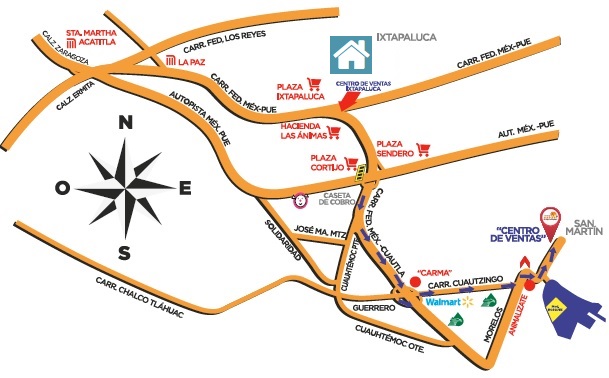 STA. MARTHA
ACATITLA
CALZ. ZARAGOZA
CARR. FED. LOS REYES
LA PAZ
CALZ. ERMITA
CARR. FED. MÉX-PUE
AUTOPISTA MÉX. PUE
IXTAPALUCA
CENTRO DE VENTAS
IXTAPALUCA
CARR. FED. MÉX-PUE
PLAZA
IXTAPALUCA
HACIENDA
LAS ÁNIMAS
PLAZA
SENDERO
AUT. MÉX.-PUE
PLAZA
CORTIJO
CASETA
DE COBRO
N
O
E
S
SOLIDARIDAD
JOSÉ MA. MTZ.
CUAUHTÉMOC PTE.
CARR. FED. MÉX-CUAUTLA
"CENTRO
DE VENTAS"
SAN
MARTÍN
"CARMA"
CARR. CUAUTZINGO
Walmart
CARR. CHALCO TLÁHUAC
GUERRERO
CUAUHTÉMOC OTE.
MORELOS
ANIMALIZATE